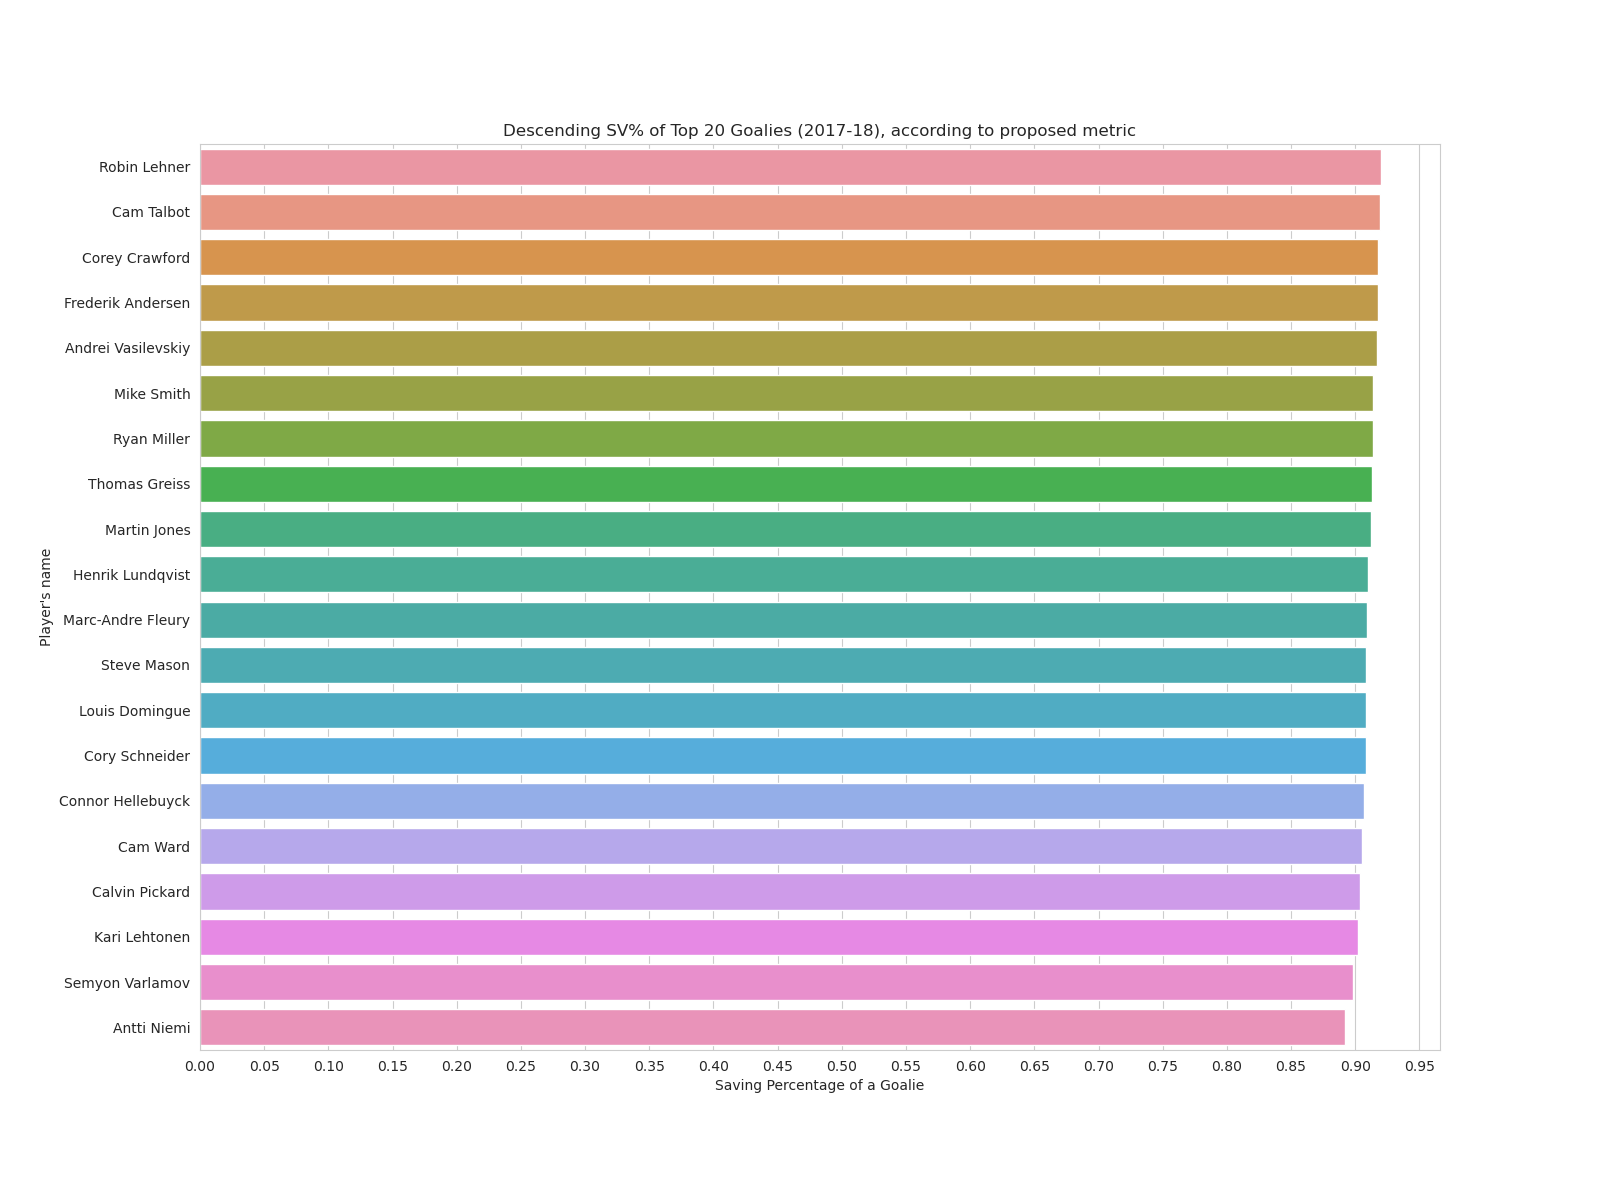 Descending SV% of Top 20 Goalies (2017-18), according to proposed metric
Player's name
Robin Lehner
Cam Talbot
Corey Crawford
Frederik Andersen
Andrei Vasilevskiy
Mike Smith
Ryan Miller
Thomas Greiss
Martin Jones
Henrik Lundqvist
Marc-Andre Fleury
Steve Mason
Louis Domingue
Cory Schneider
Connor Hellebuyck
Cam Ward
Calvin Pickard
Kari Lehtonen
Semyon Varlamov
Antti Niemi
0.00 0.05 0.10 0.15 0.20 0.25 0.30 0.35 0.40 0.45 0.50 0.55 0.60 0.65 0.70 0.75 0.80 0.85 0.90 0.95
Saving Percentage of a Goalie